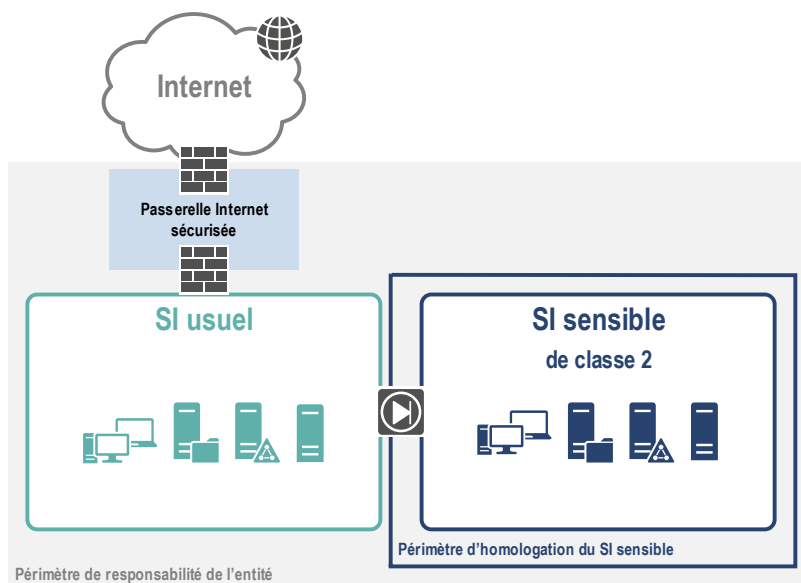 Internet
Passerelle Internet
sécurisée
SI usuel
SI sensible
de classe 2
Périmètre d’homologation du SI sensible
Périmètre de responsabilité de l’entité